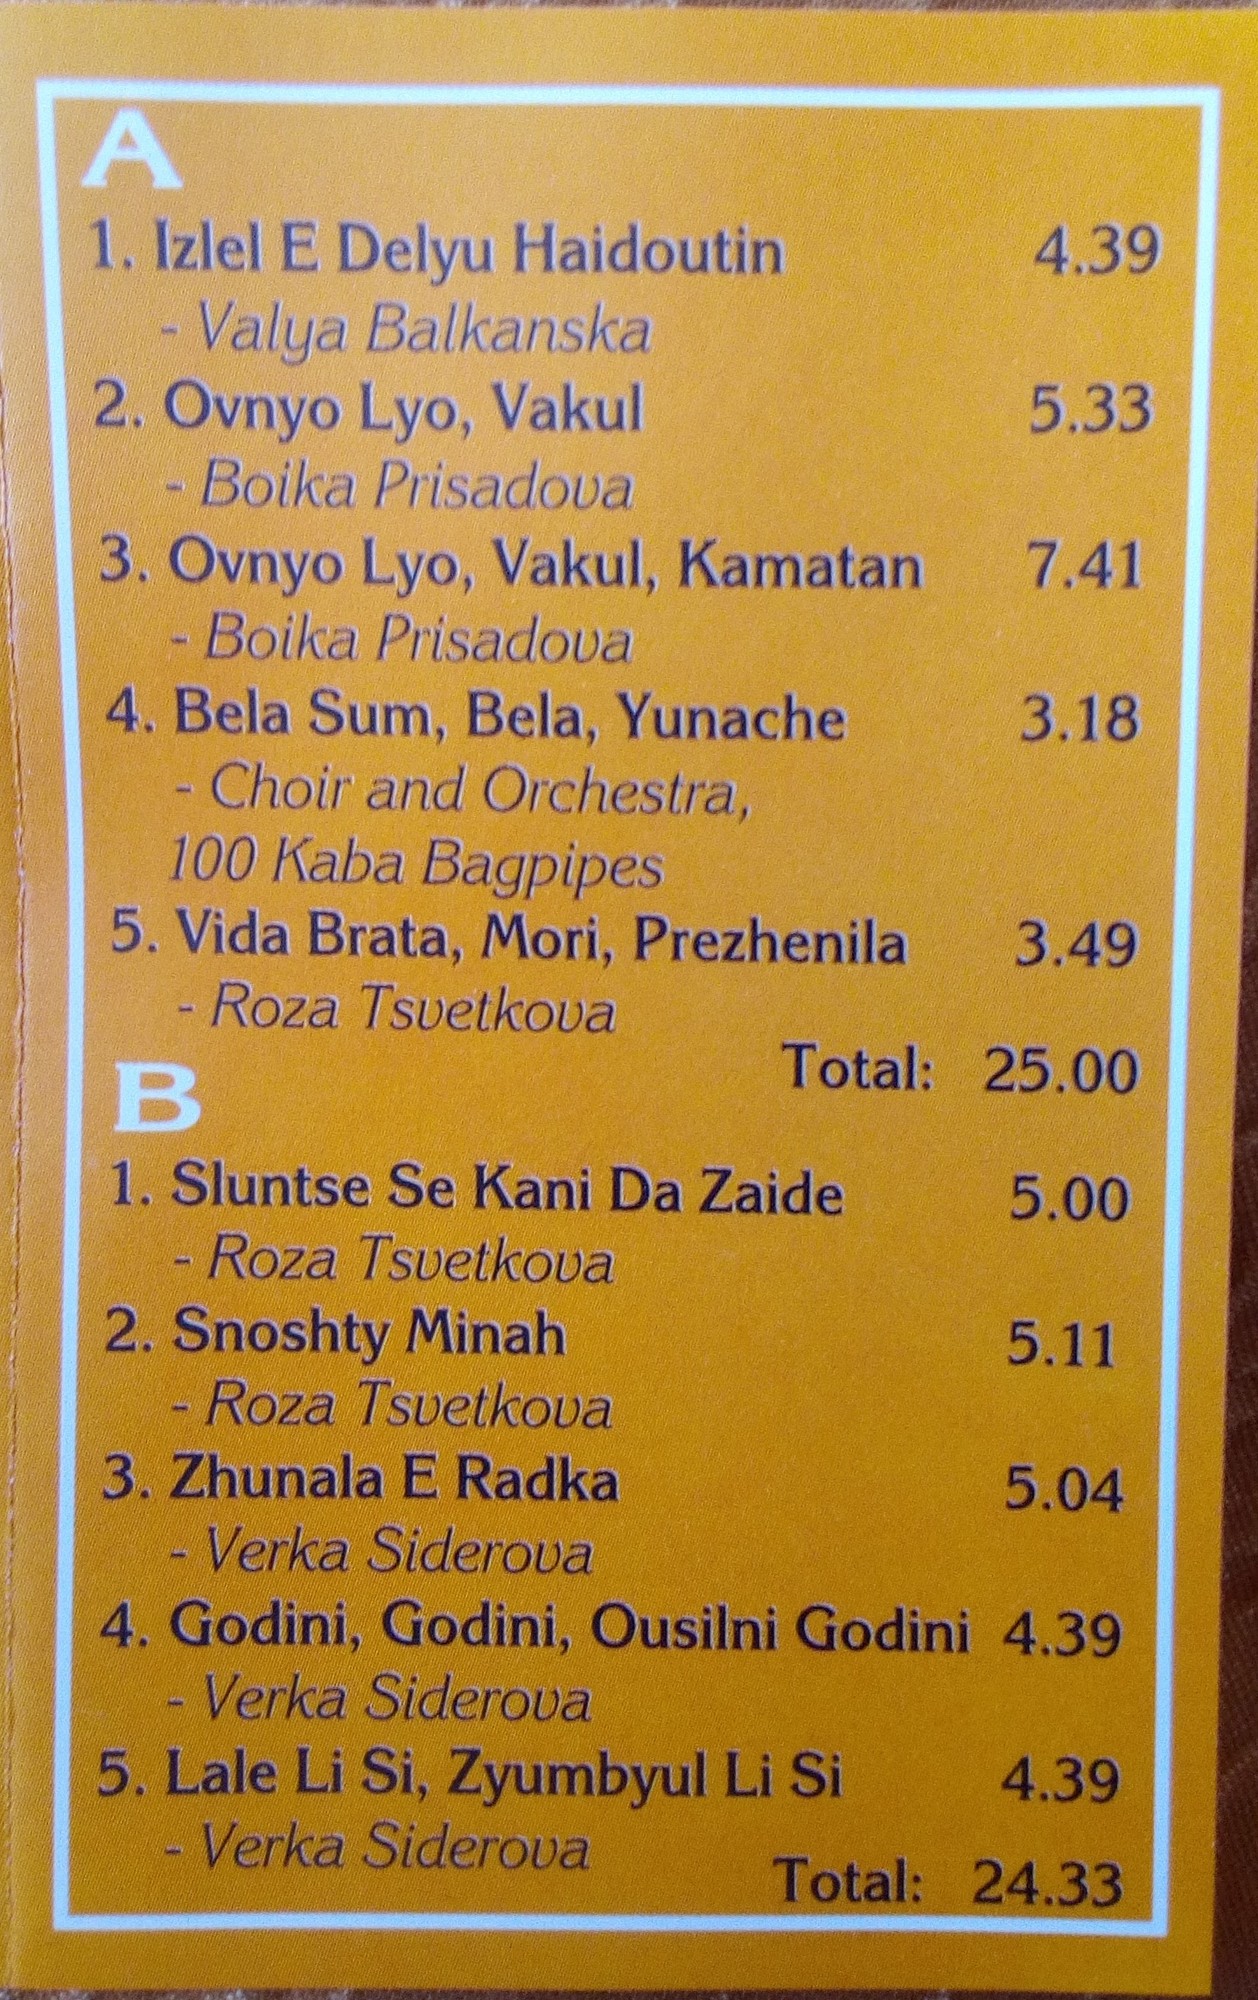 A
1. Izlel E Delyu Haidoutin 4.39
- Valya Balkanska
2. Ovnyo Lyo, Vakul 5.33
- Boika Prisadova
3. Ovnyo Lyo, Vakul, Kamatan 7.41
- Boika Prisadova
4. Bela Sum, Bela, Yunache 3.18
- Choir and Orchestra,
100 Kaba Bagpipes
5. Vida Brata, Mori, Prezhenila 3.49
- Roza Tsvetkova
Total: 25.00
B
1. Sluntse Se Kani Da Zaide 5.00
- Roza Tsvetkova
2. Snoshty Minah 5.11
- Roza Tsvetkova
3. Zhunala E Radka 5.04
- Verka Siderova
4. Godini, Godini, Ousilni Godini 4.39
- Verka Siderova
5. Lale Li Si, Zyumbyul Li Si 4.39
- Verka Siderova
Total: 24.33